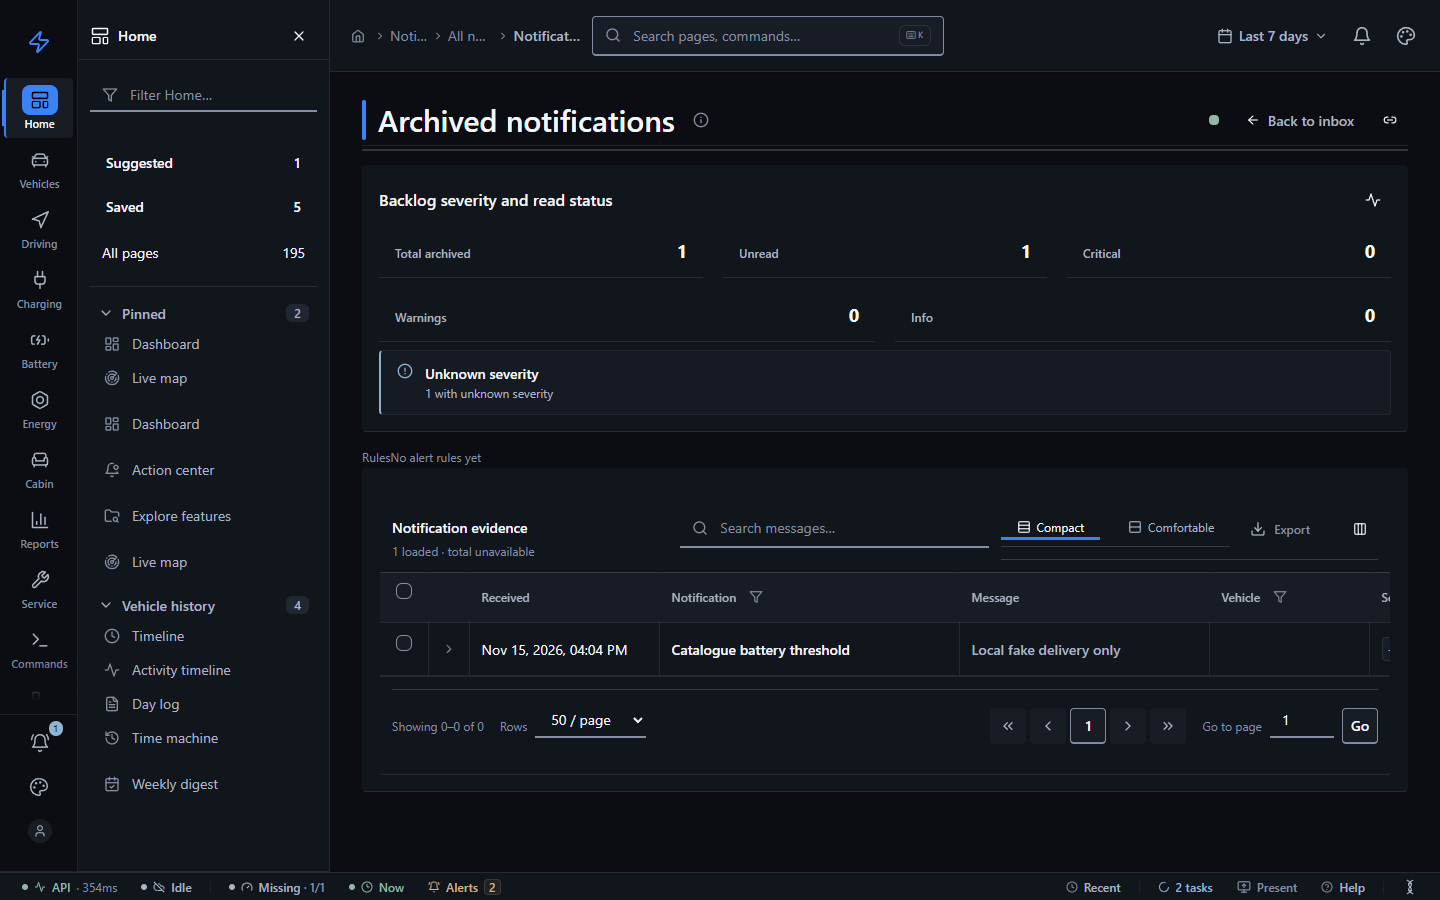 Home
Noti...
All n...
Notificat...
Search pages, commands...
K
Last 7 days
Filter Home...
Home
Vehicles
Driving
Charging
Battery
Energy
Cabin
Reports
Service
Commands
1
Suggested 1
Saved 5
All pages 195
Pinned 2
Dashboard
Live map
Dashboard
Action center
Explore features
Live map
Vehicle history 4
Timeline
Activity timeline
Day log
Time machine
Weekly digest
Archived notifications
Back to inbox
Backlog severity and read status
Total archived 1
Unread 1
Critical 0
Warnings 0
Info 0
Unknown severity
1 with unknown severity
RulesNo alert rules yet
Notification evidence
1 loaded · total unavailable
Search messages...
Compact
Comfortable
Export
Received Notification Message Vehicle
Nov 15, 2026, 04:04 PM Catalogue battery threshold Local fake delivery only
Showing 0–0 of 0 Rows 50 / page
1
Go to page 1 Go
API · 354ms
Idle
Missing · 1/1
Now
Alerts 2
Recent
2 tasks
Present
Help